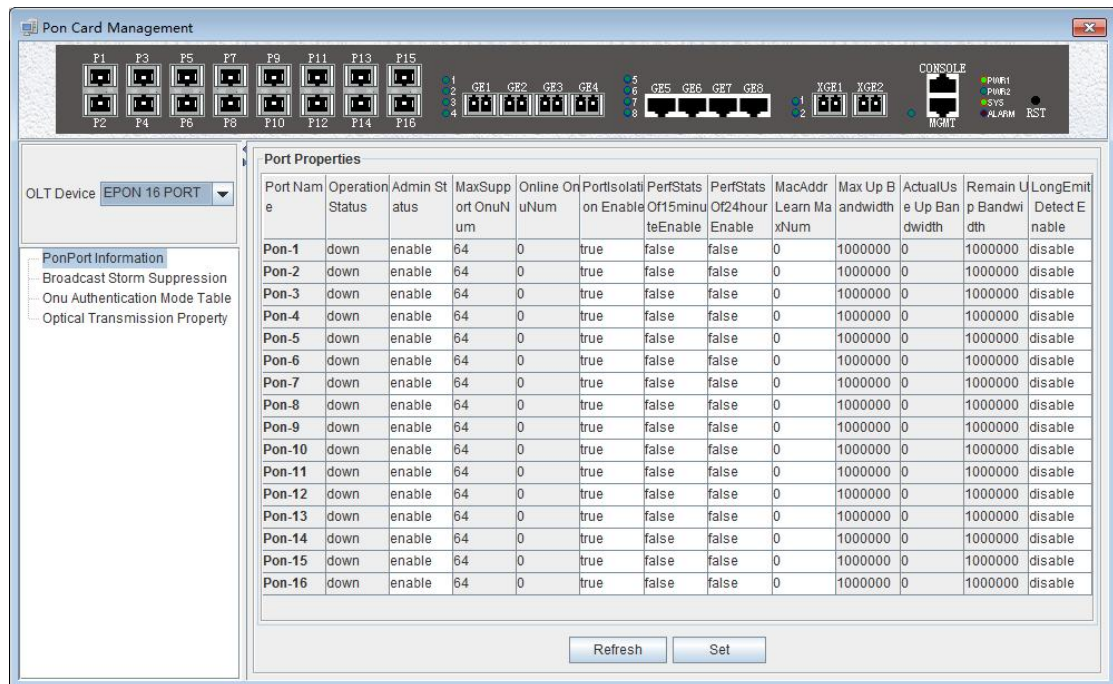 Pon Card Management
P1 P3 P5 P7 P9 P11 P13 P15
P2 P4 P6 P8 P10 P12 P14 P16
1
2
3
4
GE1 GE2 GE3 GE4
5
6
7
8
GE5 GE6 GE7 GE8
1
2
XGE1 XGE2
CONSOLE
MGMT
PWR1
PWR2
SYS
ALARM
RST
OLT Device EPON 16 PORT
PonPort Information
Broadcast Storm Suppression
Onu Authentication Mode Table
Optical Transmission Property
Port Properties
Port Nam Operation Admin St MaxSupp Online On PortIsolati PerfStats PerfStats MacAddr Max Up B ActualUs Remain U LongEmit
e Status atus ort OnuN uNum on Enable Of15minu Of24hour Learn Ma andwidth e Up Ban p Bandwi Detect E
um teEnable Enable xNum dwidth dth nable
Pon-1 down enable 64 0 true false false 0 1000000 0 1000000 disable
Pon-2 down enable 64 0 true false false 0 1000000 0 1000000 disable
Pon-3 down enable 64 0 true false false 0 1000000 0 1000000 disable
Pon-4 down enable 64 0 true false false 0 1000000 0 1000000 disable
Pon-5 down enable 64 0 true false false 0 1000000 0 1000000 disable
Pon-6 down enable 64 0 true false false 0 1000000 0 1000000 disable
Pon-7 down enable 64 0 true false false 0 1000000 0 1000000 disable
Pon-8 down enable 64 0 true false false 0 1000000 0 1000000 disable
Pon-9 down enable 64 0 true false false 0 1000000 0 1000000 disable
Pon-10 down enable 64 0 true false false 0 1000000 0 1000000 disable
Pon-11 down enable 64 0 true false false 0 1000000 0 1000000 disable
Pon-12 down enable 64 0 true false false 0 1000000 0 1000000 disable
Pon-13 down enable 64 0 true false false 0 1000000 0 1000000 disable
Pon-14 down enable 64 0 true false false 0 1000000 0 1000000 disable
Pon-15 down enable 64 0 true false false 0 1000000 0 1000000 disable
Pon-16 down enable 64 0 true false false 0 1000000 0 1000000 disable
Refresh Set